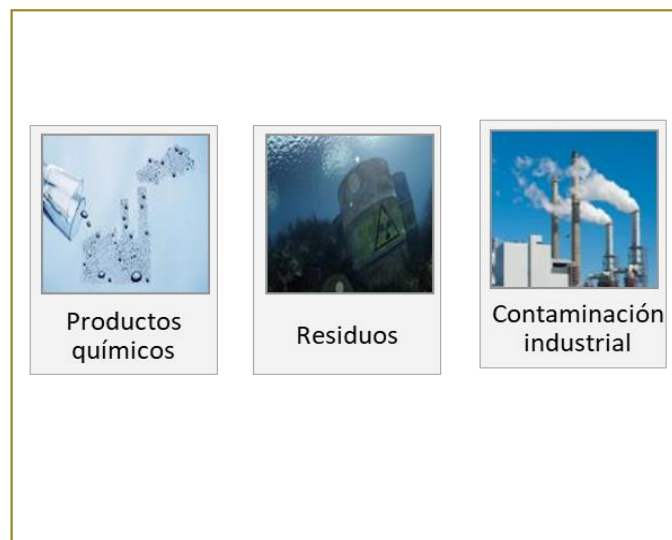 Productos
químicos
Residuos
Contaminación
industrial